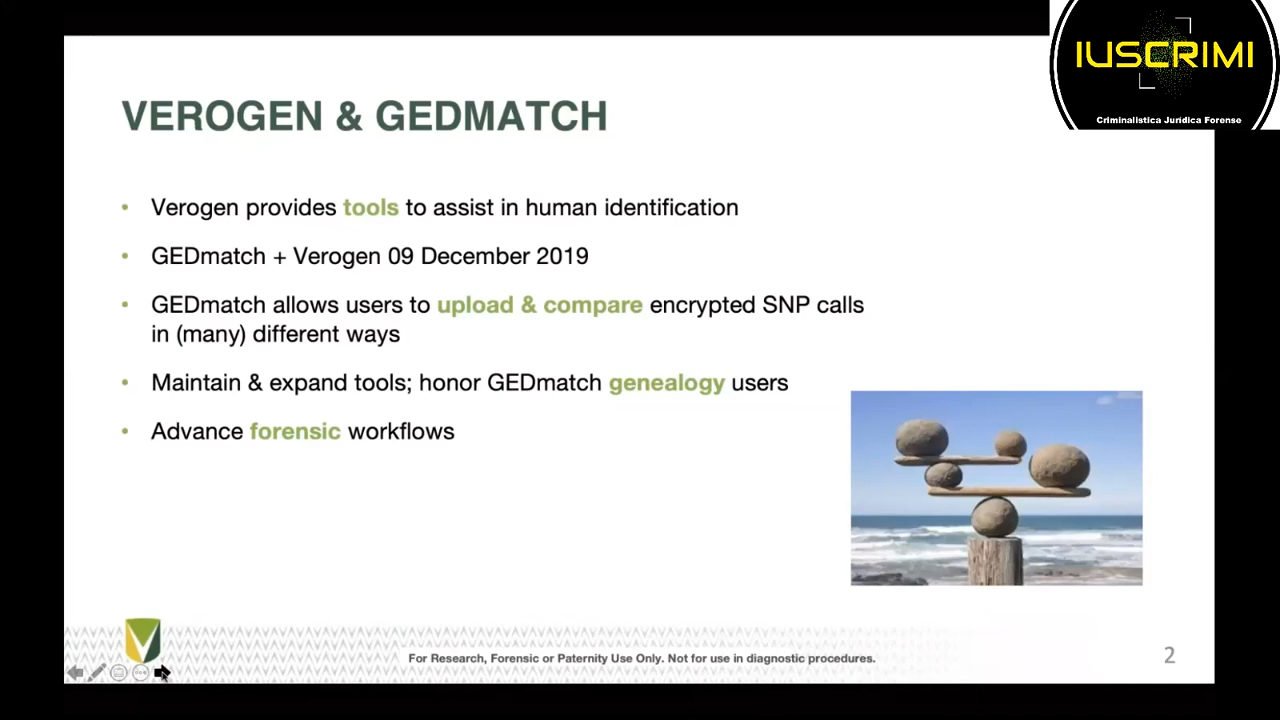 IUSCRIMI
Criminalistica Jurídica Forense
VEROGEN & GEDMATCH
• Verogen provides tools to assist in human identification
• GEDmatch + Verogen 09 December 2019
• GEDmatch allows users to upload & compare encrypted SNP calls
in (many) different ways
• Maintain & expand tools; honor GEDmatch genealogy users
• Advance forensic workflows
For Research, Forensic or Paternity Use Only. Not for use in diagnostic procedures.
2